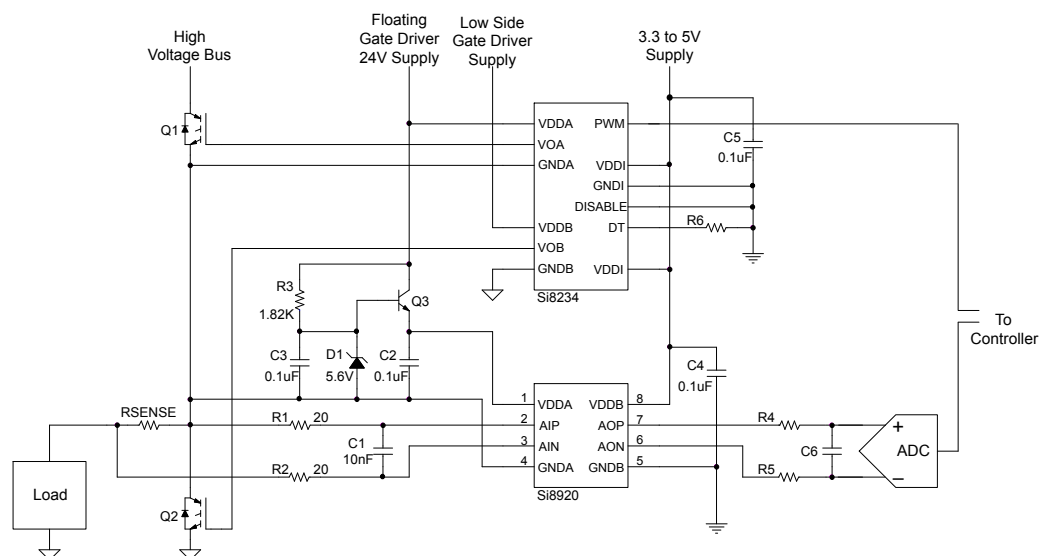 High
Voltage Bus
Floating
Gate Driver
24V Supply
Low Side
Gate Driver
Supply
3.3 to 5V
Supply
Q1
VDDA
PWM
VOA
GNDA
VDDI
GNDI
DISABLE
VDDB
DT
VOB
GNDB
VDDI
Si8234
C5
0.1uF
R6
R3
1.82K
Q3
C3
0.1uF
D1
5.6V
C2
0.1uF
C4
0.1uF
To
Controller
RSENSE
R1
20
C1
10nF
R2
20
1
VDDA
VDDB
8
2
AIP
AOP
7
3
AIN
AON
6
4
GNDA
GNDB
5
Si8920
R4
C6
R5
+
ADC
−
Load
Q2